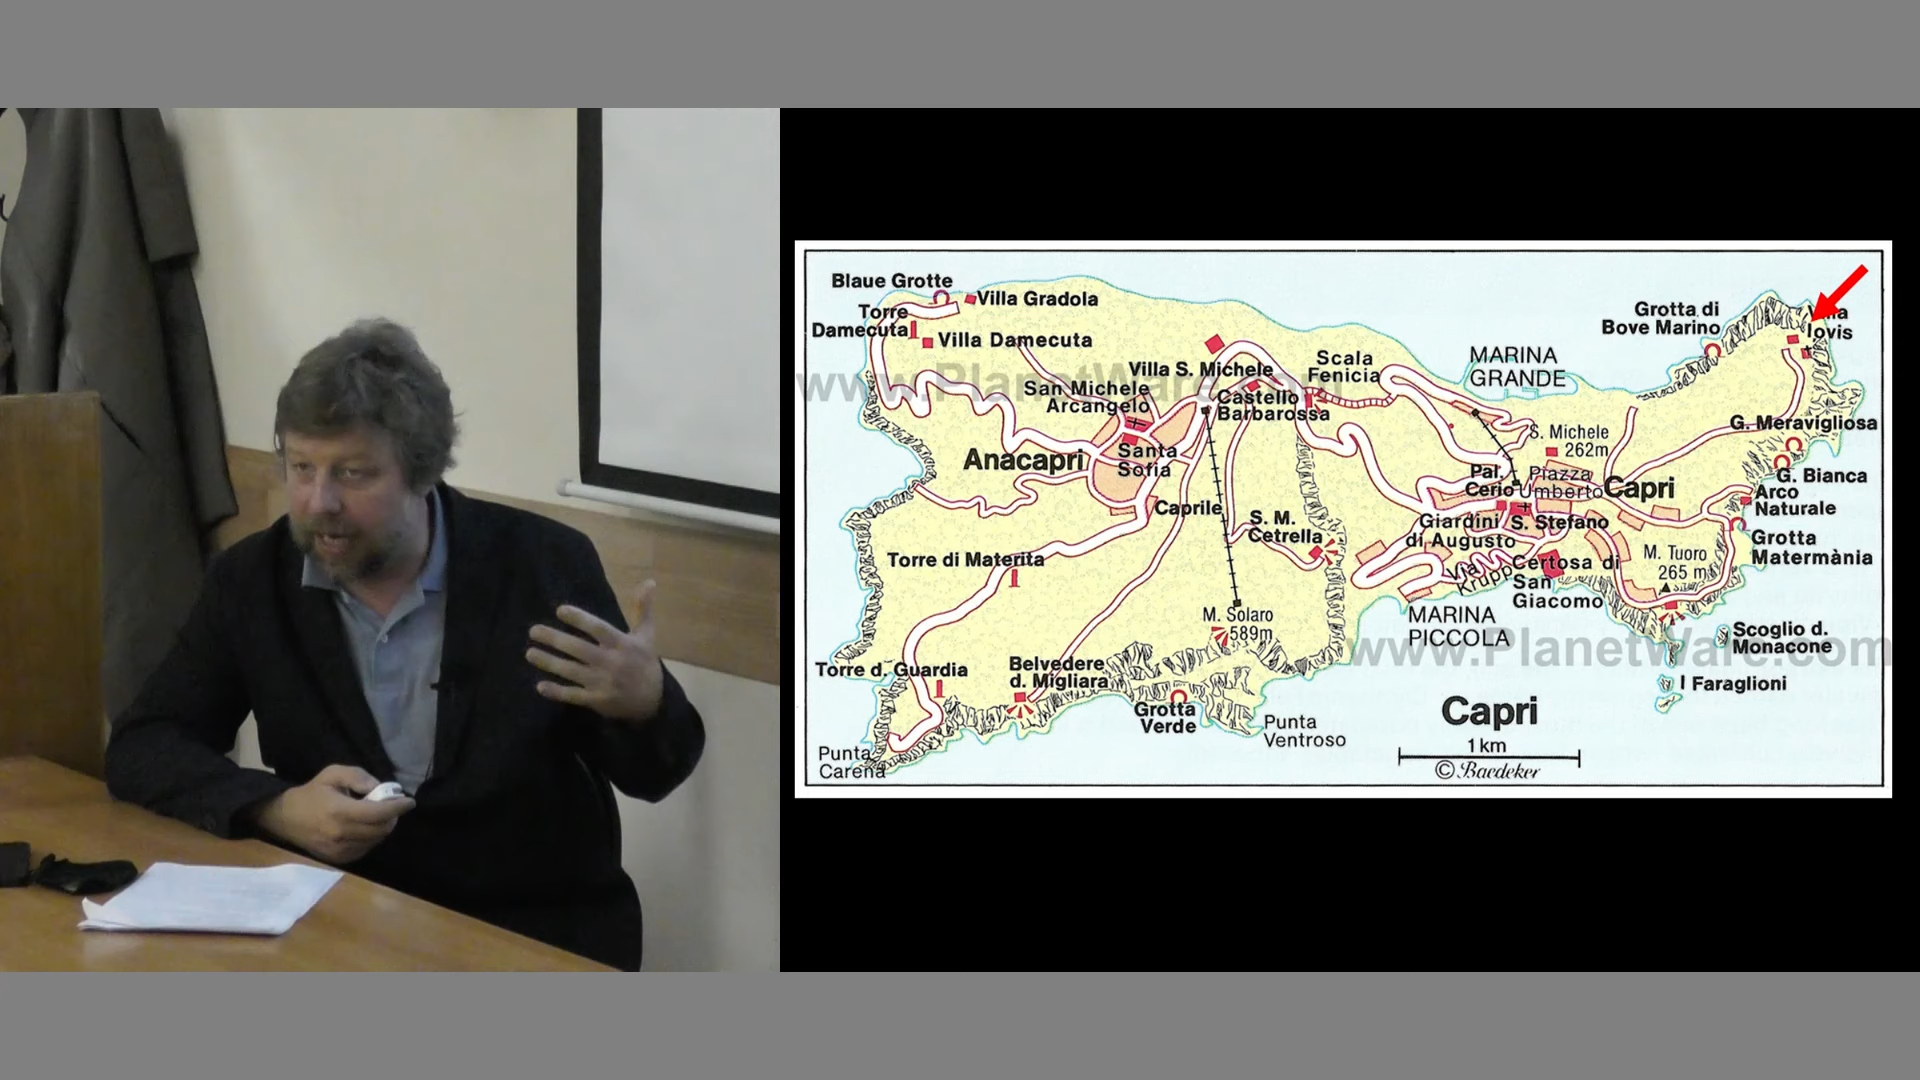 Blaue Grotte
Villa Gradola
Torre
Damecuta
Villa Damecuta
Grotta di
Bove Marino
Iovis
Villa S. Michele
Scala
Fenicia
MARINA
GRANDE
www.PlanetWare.com
San Michele
Arcangelo
Castello
Barbarossa
G. Meravigliosa
S. Michele
262m
Anacapri
Santa
Sofia
Pal.
Cerio
Piazza
Umberto
Capri
G. Bianca
Arco
Naturale
Caprile
S. M.
Cetrella
Giardini
di Augusto
S. Stefano
Grotta
Matermània
Torre di Materita
Via
Krupp
Certosa di
San
Giacomo
M. Tuoro
265 m
M. Solaro
589m
MARINA
PICCOLA
Scoglio d.
Monacone
www.PlanetWare.com
Torre d. Guardia
Belvedere
d. Migliara
I Faraglioni
Grotta
Verde
Punta
Ventroso
Capri
1 km
© Baedeker
Punta
Carena